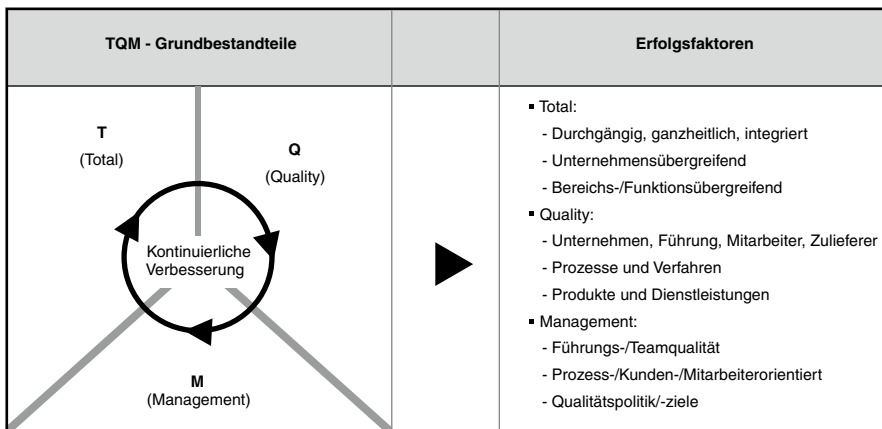 TQM - Grundbestandteile
Erfolgsfaktoren
T
(Total)
Q
(Quality)
Kontinuierliche
Verbesserung
M
(Management)
▪ Total:
- Durchgängig, ganzheitlich, integriert
- Unternehmensübergreifend
- Bereichs-/Funktionsübergreifend
▪ Quality:
- Unternehmen, Führung, Mitarbeiter, Zulieferer
- Prozesse und Verfahren
- Produkte und Dienstleistungen
▪ Management:
- Führungs-/Teamqualität
- Prozess-/Kunden-/Mitarbeiterorientiert
- Qualitätspolitik/-ziele